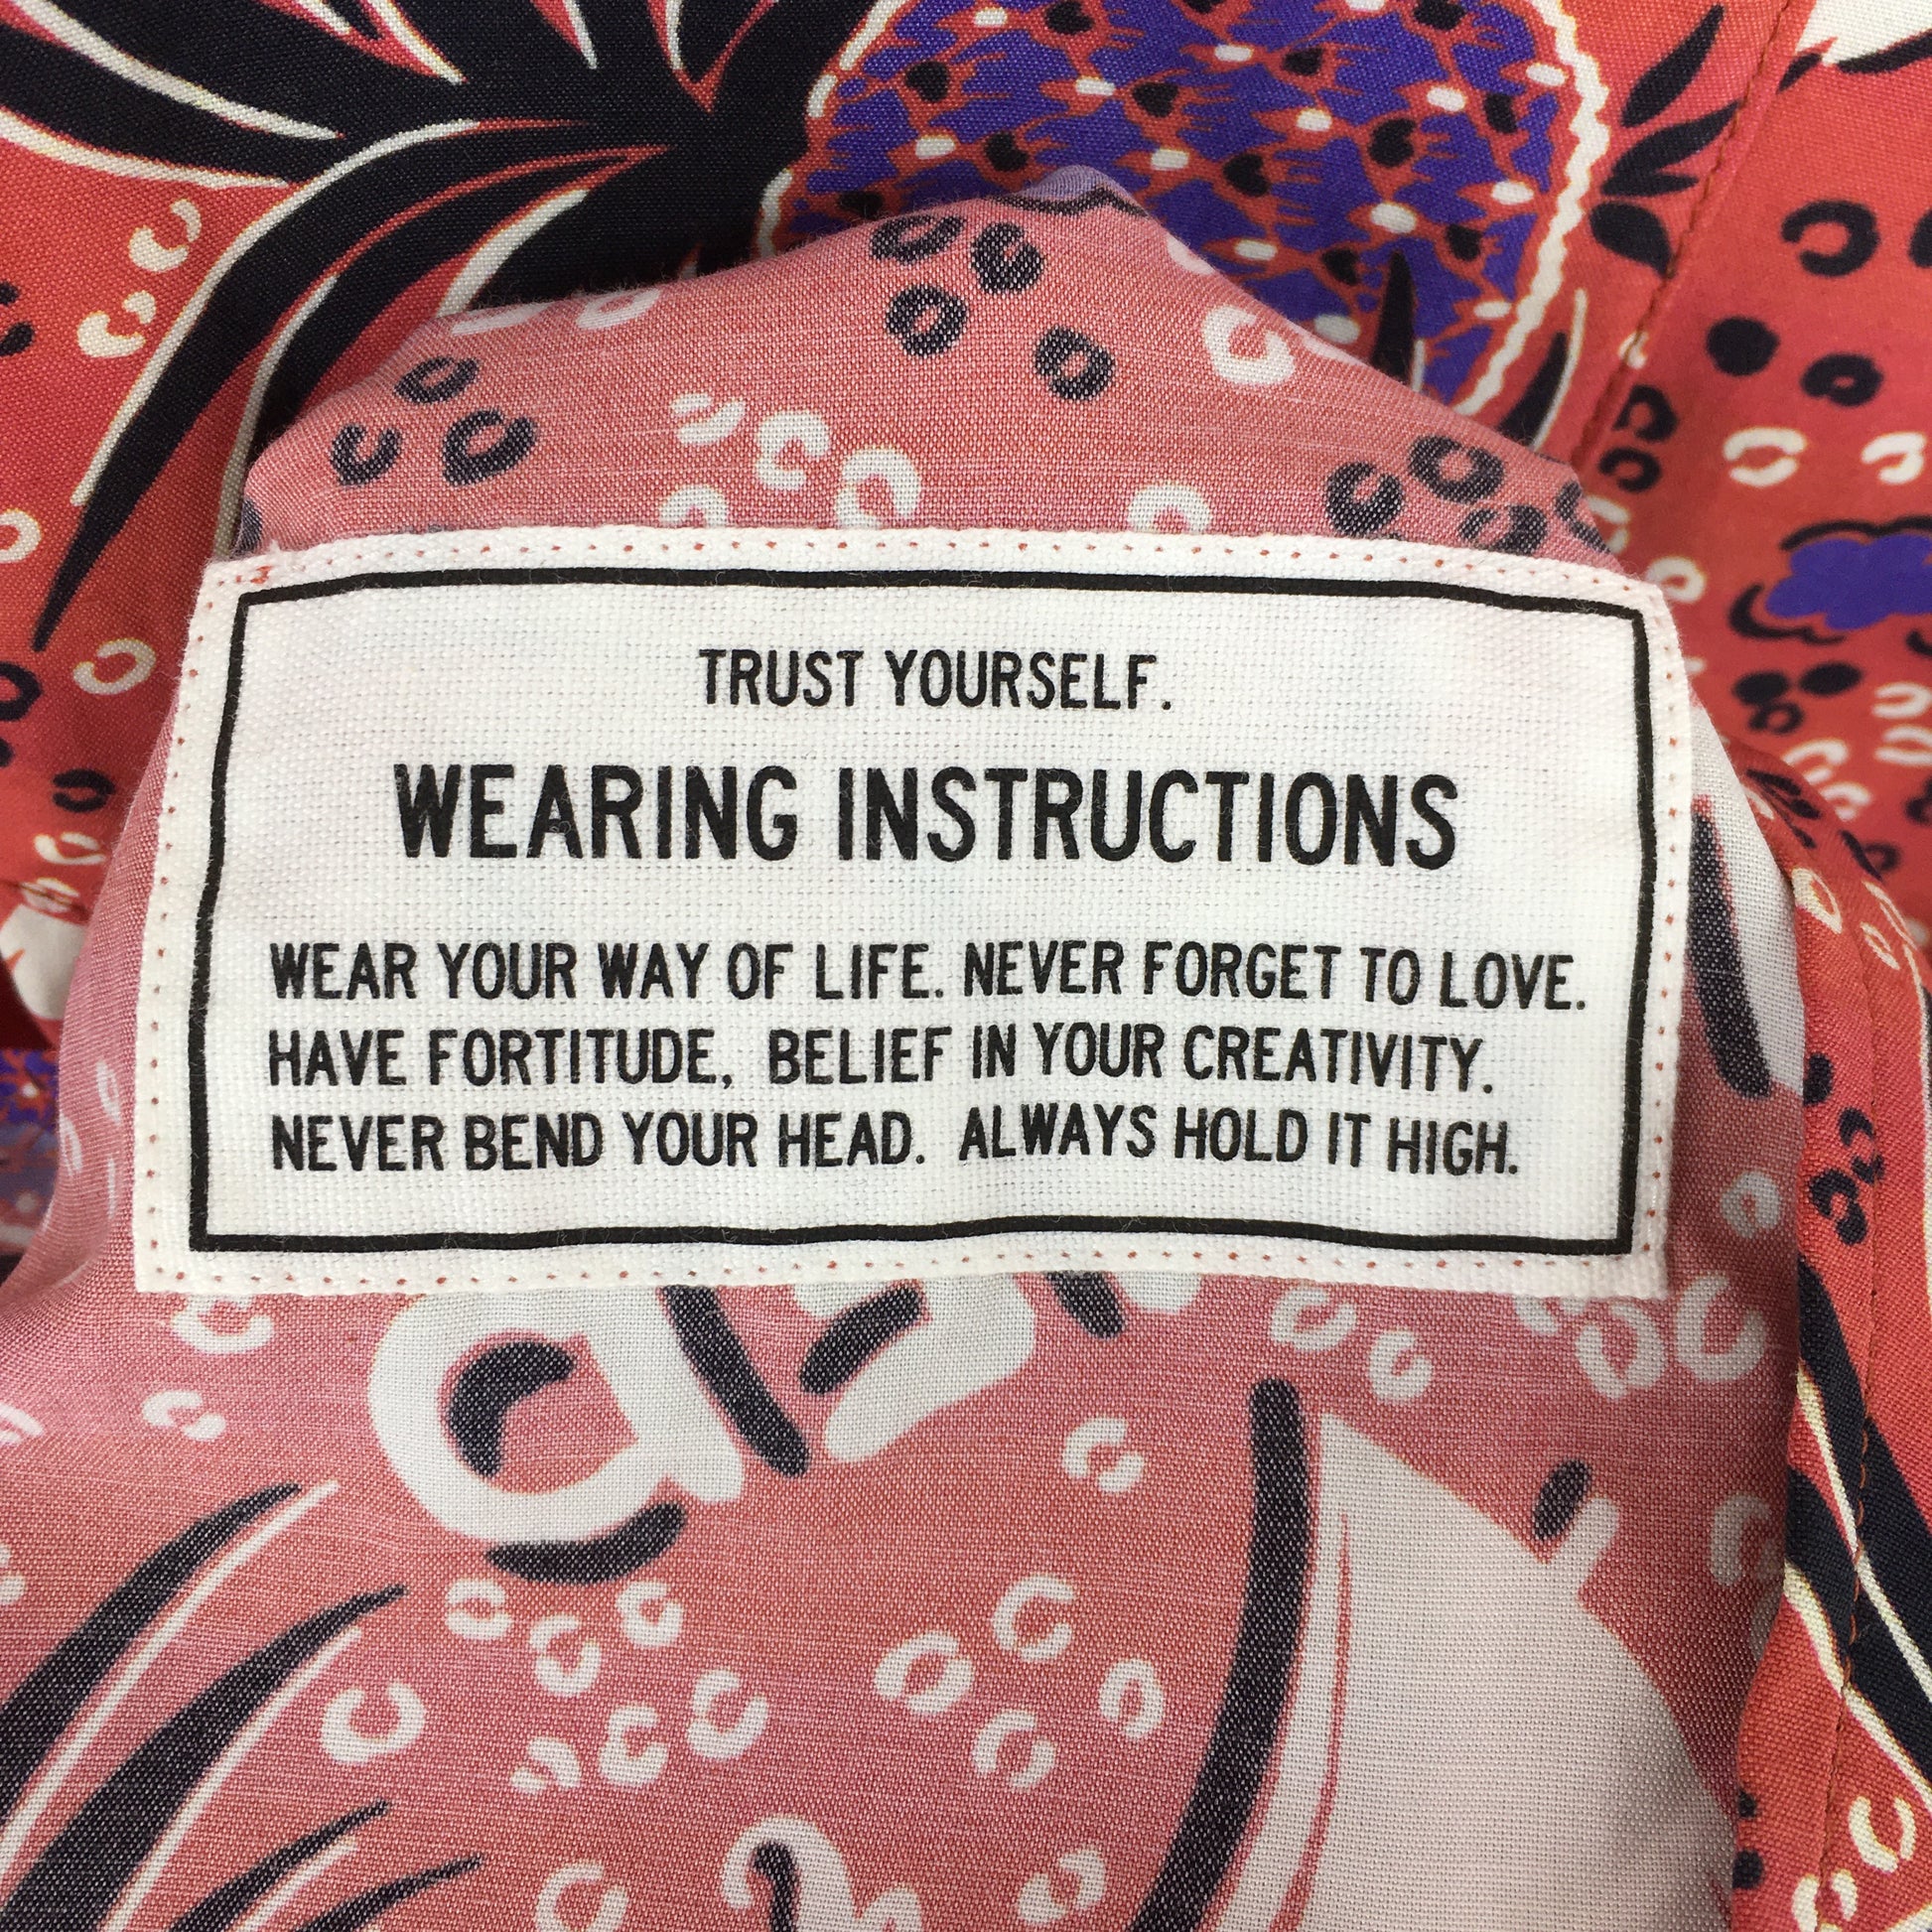 TRUST YOURSELF.
WEARING INSTRUCTIONS
WEAR YOUR WAY OF LIFE. NEVER FORGET TO LOVE.
HAVE FORTITUDE, BELIEF IN YOUR CREATIVITY.
NEVER BEND YOUR HEAD. ALWAYS HOLD IT HIGH.